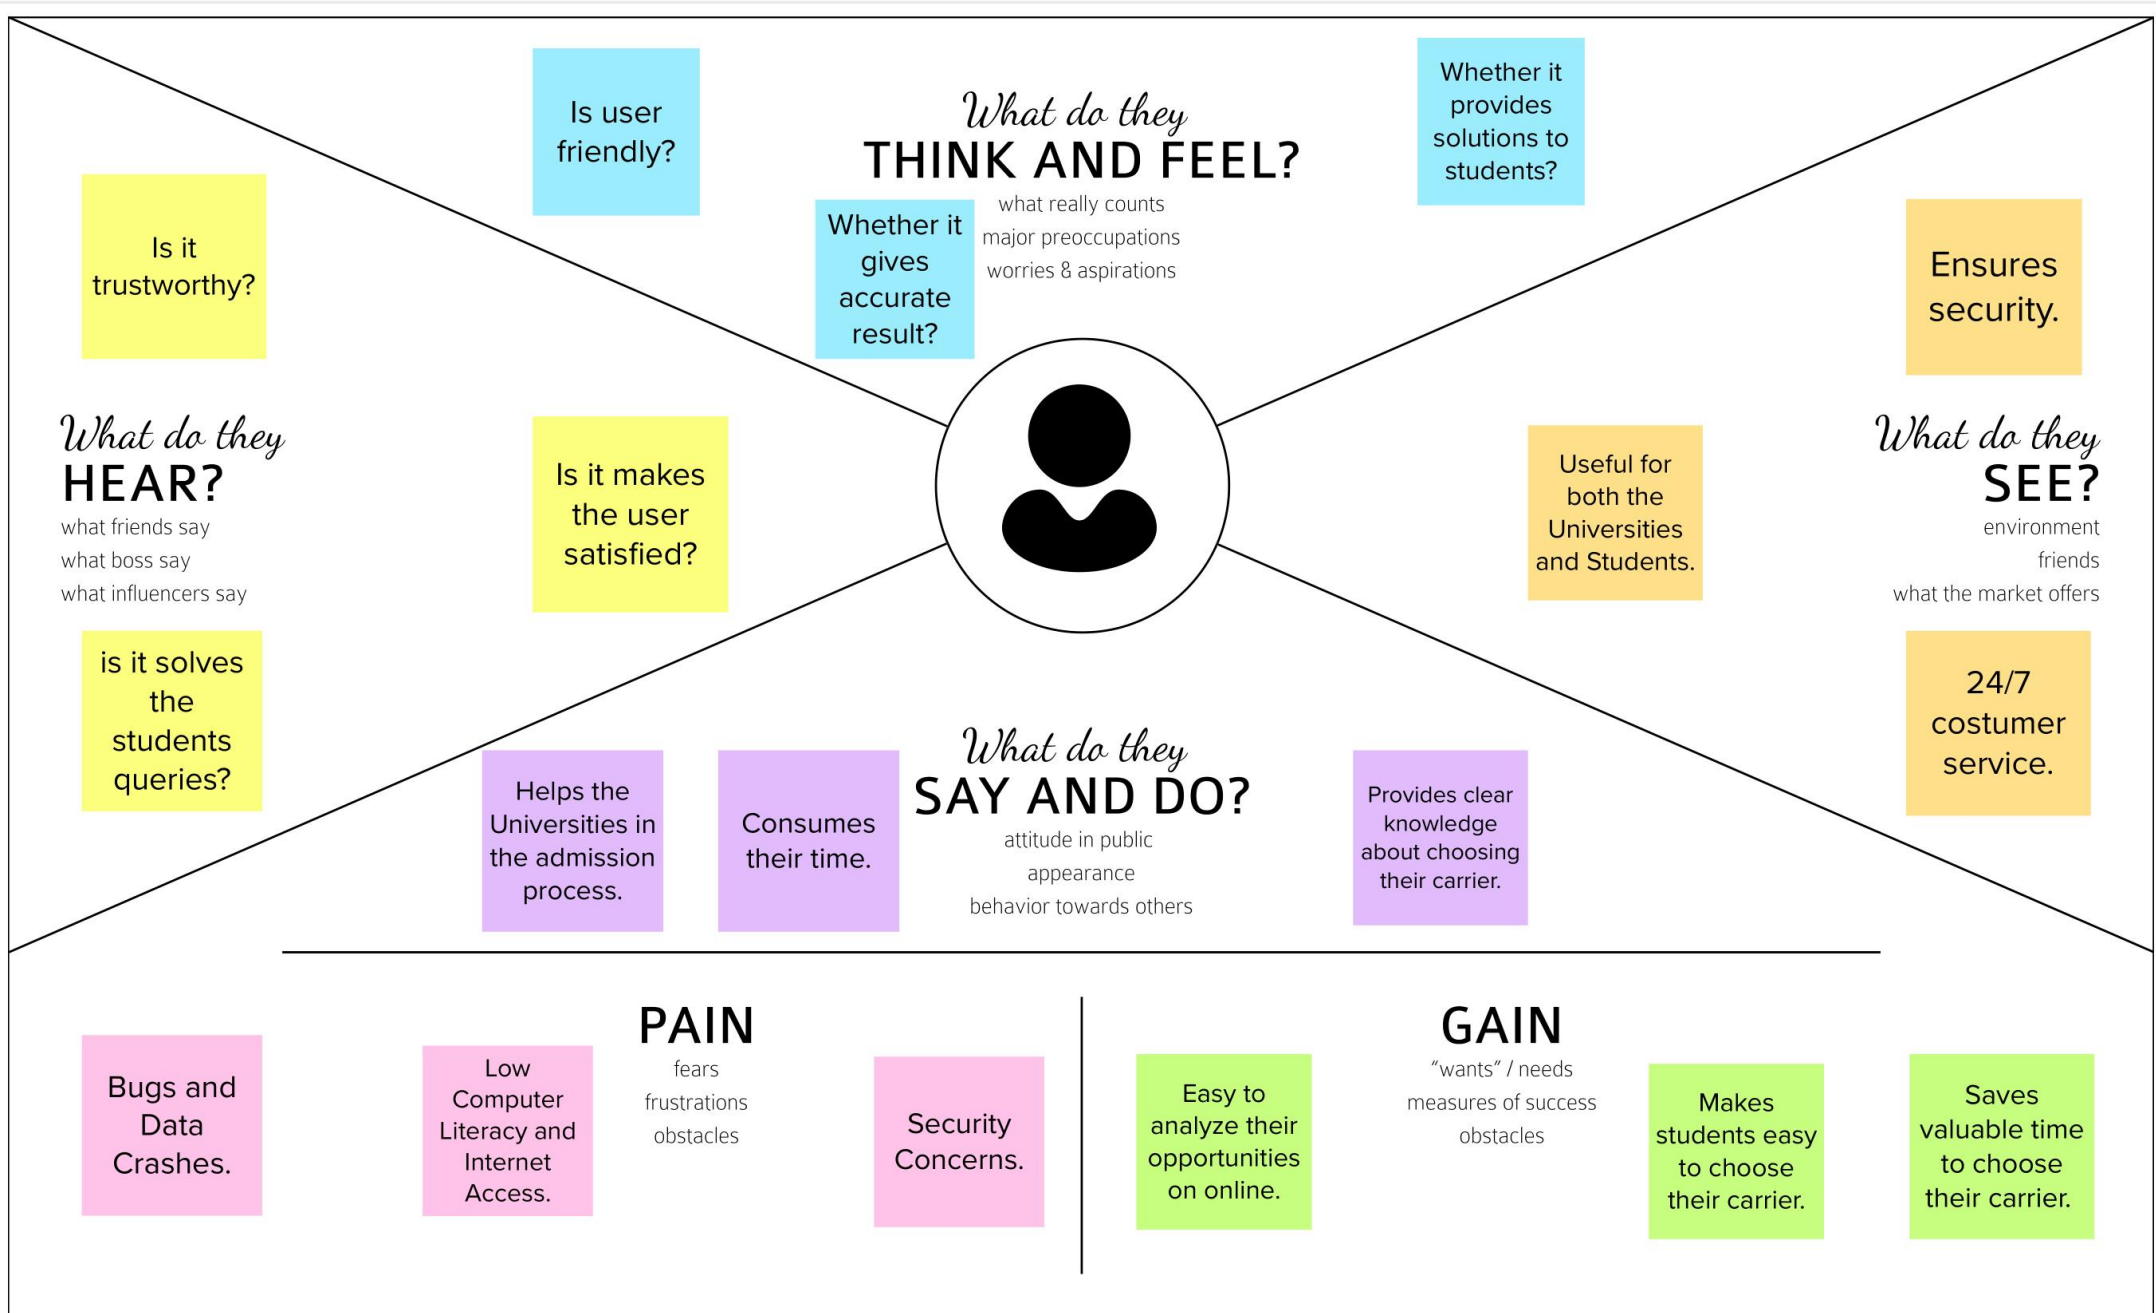 Is user
friendly?
What do they
THINK AND FEEL?
what really counts
major preoccupations
worries & aspirations
Whether it
gives
accurate
result?
Whether it
provides
solutions to
students?
Is it
trustworthy?
What do they
HEAR?
what friends say
what boss say
what influencers say
Is it makes
the user
satisfied?
is it solves
the
students
queries?
Ensures
security.
Useful for
both the
Universities
and Students.
What do they
SEE?
environment
friends
what the market offers
24/7
costumer
service.
Helps the
Universities in
the admission
process.
Consumes
their time.
What do they
SAY AND DO?
attitude in public
appearance
behavior towards others
Provides clear
knowledge
about choosing
their carrier.
Bugs and
Data
Crashes.
Low
Computer
Literacy and
Internet
Access.
PAIN
fears
frustrations
obstacles
Security
Concerns.
Easy to
analyze their
opportunities
on online.
GAIN
“wants” / needs
measures of success
obstacles
Makes
students easy
to choose
their carrier.
Saves
valuable time
to choose
their carrier.